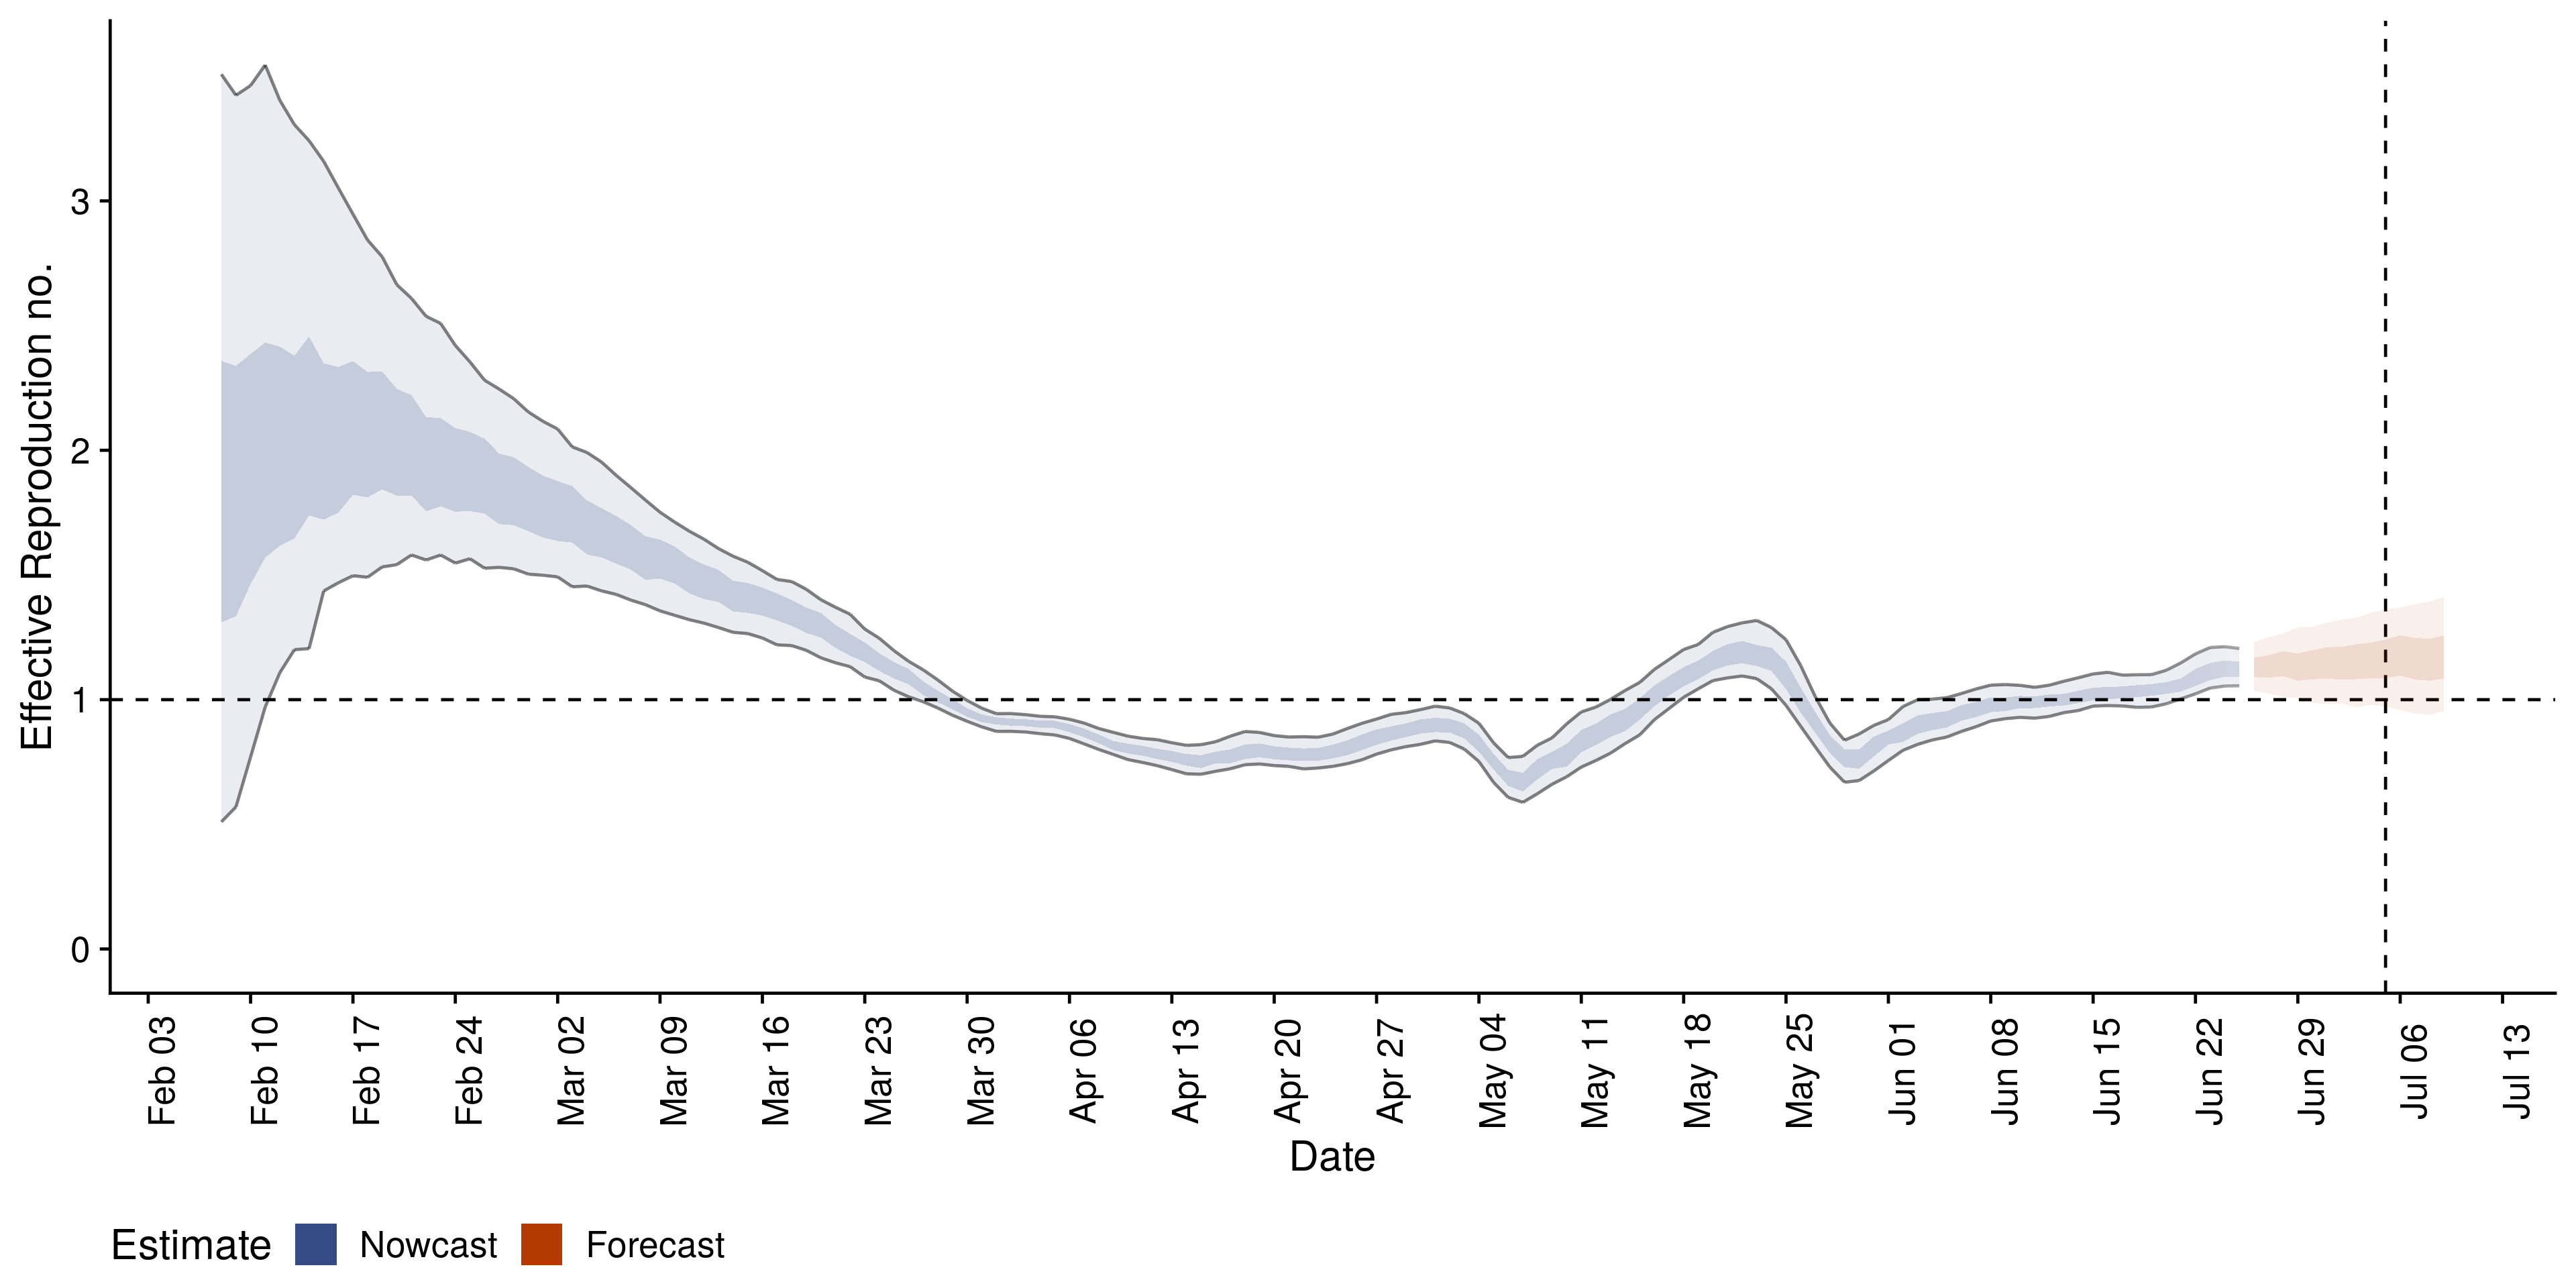 Effective Reproduction no.
3
2
1
0
Feb 03
Feb 10
Feb 17
Feb 24
Mar 02
Mar 09
Mar 16
Mar 23
Mar 30
Apr 06
Apr 13
Apr 20
Apr 27
May 04
May 11
May 18
May 25
Jun 01
Jun 08
Jun 15
Jun 22
Jun 29
Jul 06
Jul 13
Date
Estimate Nowcast Forecast